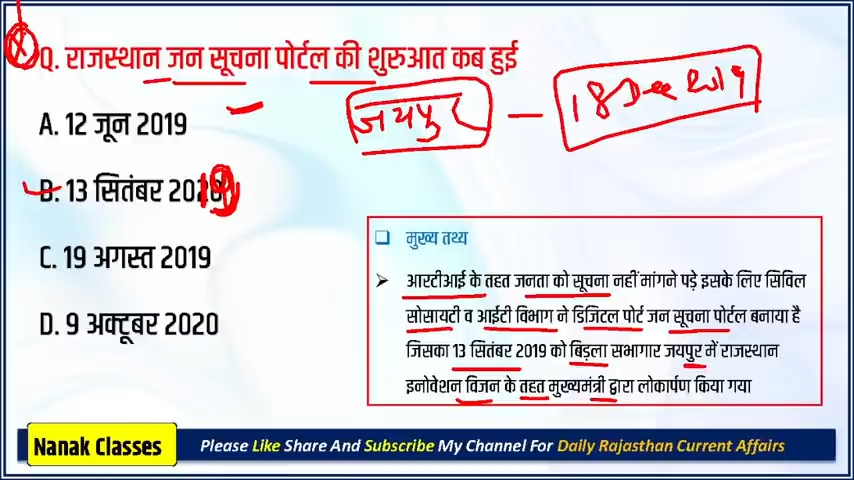 Q. राजस्थान जन सूचना पोर्टल की शुरुआत कब हुई
जयपुर – 18 Dec 2019
A. 12 जून 2019
B. 13 सितंबर 2019
C. 19 अगस्त 2019
D. 9 अक्टूबर 2020
मुख्य तथ्य
आरटीआई के तहत जनता को सूचना नहीं मांगने पड़े इसके लिए सिविल
सोसायटी व आईटी विभाग ने डिजिटल पोर्ट जन सूचना पोर्टल बनाया है
जिसका 13 सितंबर 2019 को बिड़ला सभागार जयपुर में राजस्थान
इनोवेशन विजन के तहत मुख्यमंत्री द्वारा लोकार्पण किया गया
Nanak Classes
Please Like Share And Subscribe My Channel For Daily Rajasthan Current Affairs